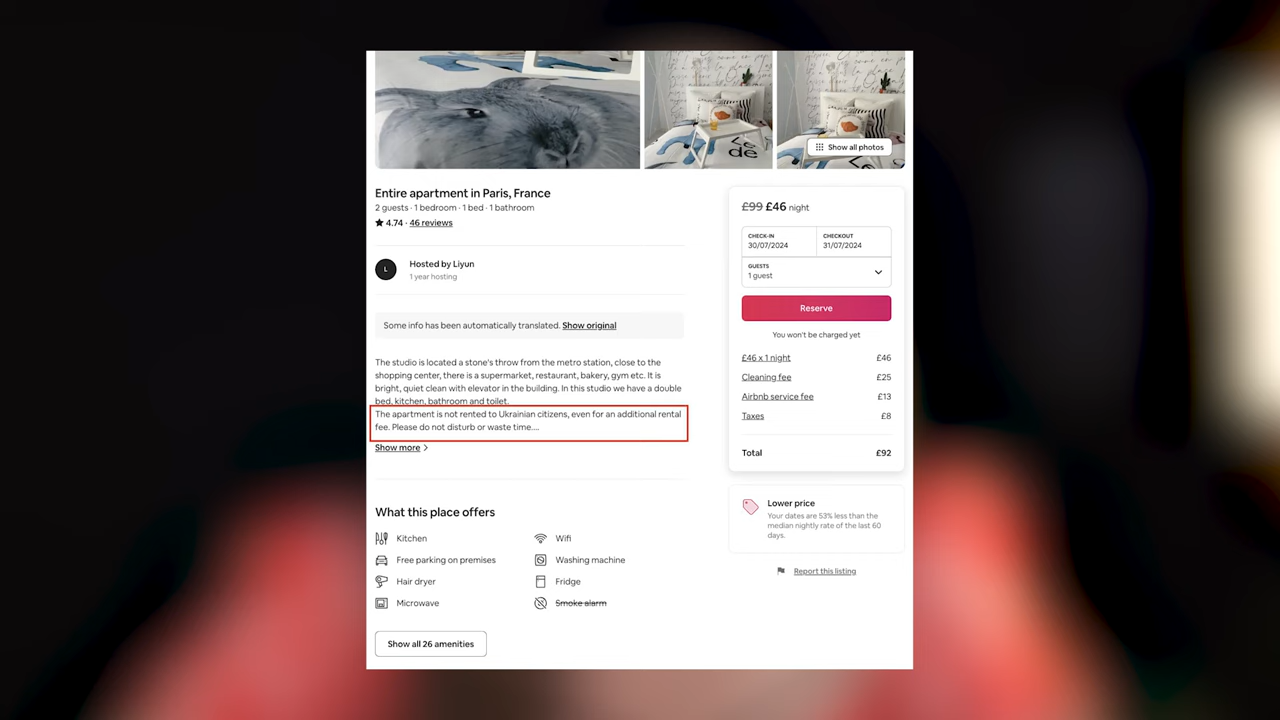 Lede
de
Show all photos
Entire apartment in Paris, France
2 guests · 1 bedroom · 1 bed · 1 bathroom
★ 4.74 · 46 reviews
L
Hosted by Liyun
1 year hosting
Some info has been automatically translated. Show original
The studio is located a stone's throw from the metro station, close to the
shopping center, there is a supermarket, restaurant, bakery, gym etc. It is
bright, quiet clean with elevator in the building. In this studio we have a double
bed, kitchen, bathroom and toilet.
The apartment is not rented to Ukrainian citizens, even for an additional rental
fee. Please do not disturb or waste time....
Show more
What this place offers
Kitchen
Wifi
Free parking on premises
Washing machine
Hair dryer
Fridge
Microwave
Smoke alarm
Show all 26 amenities
£99 £46 night
CHECK-IN
30/07/2024
CHECKOUT
31/07/2024
GUESTS
1 guest
Reserve
You won't be charged yet
£46 x 1 night £46
Cleaning fee £25
Airbnb service fee £13
Taxes £8
Total £92
Lower price
Your dates are 53% less than the
median nightly rate of the last 60
days.
Report this listing